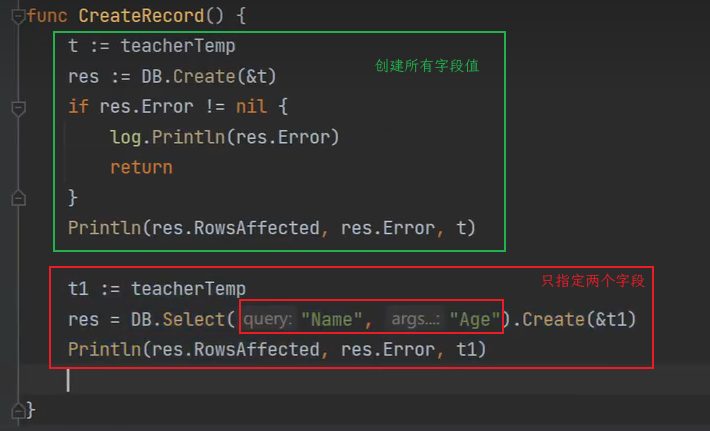 func CreateRecord() {
t := teacherTemp
创建所有字段值
res := DB.Create(&t)
if res.Error != nil {
log.Println(res.Error)
return
}
Println(res.RowsAffected, res.Error, t)
只指定两个字段
t1 := teacherTemp
res = DB.Select( query: "Name", args...: "Age").Create(&t1)
Println(res.RowsAffected, res.Error, t1)
}